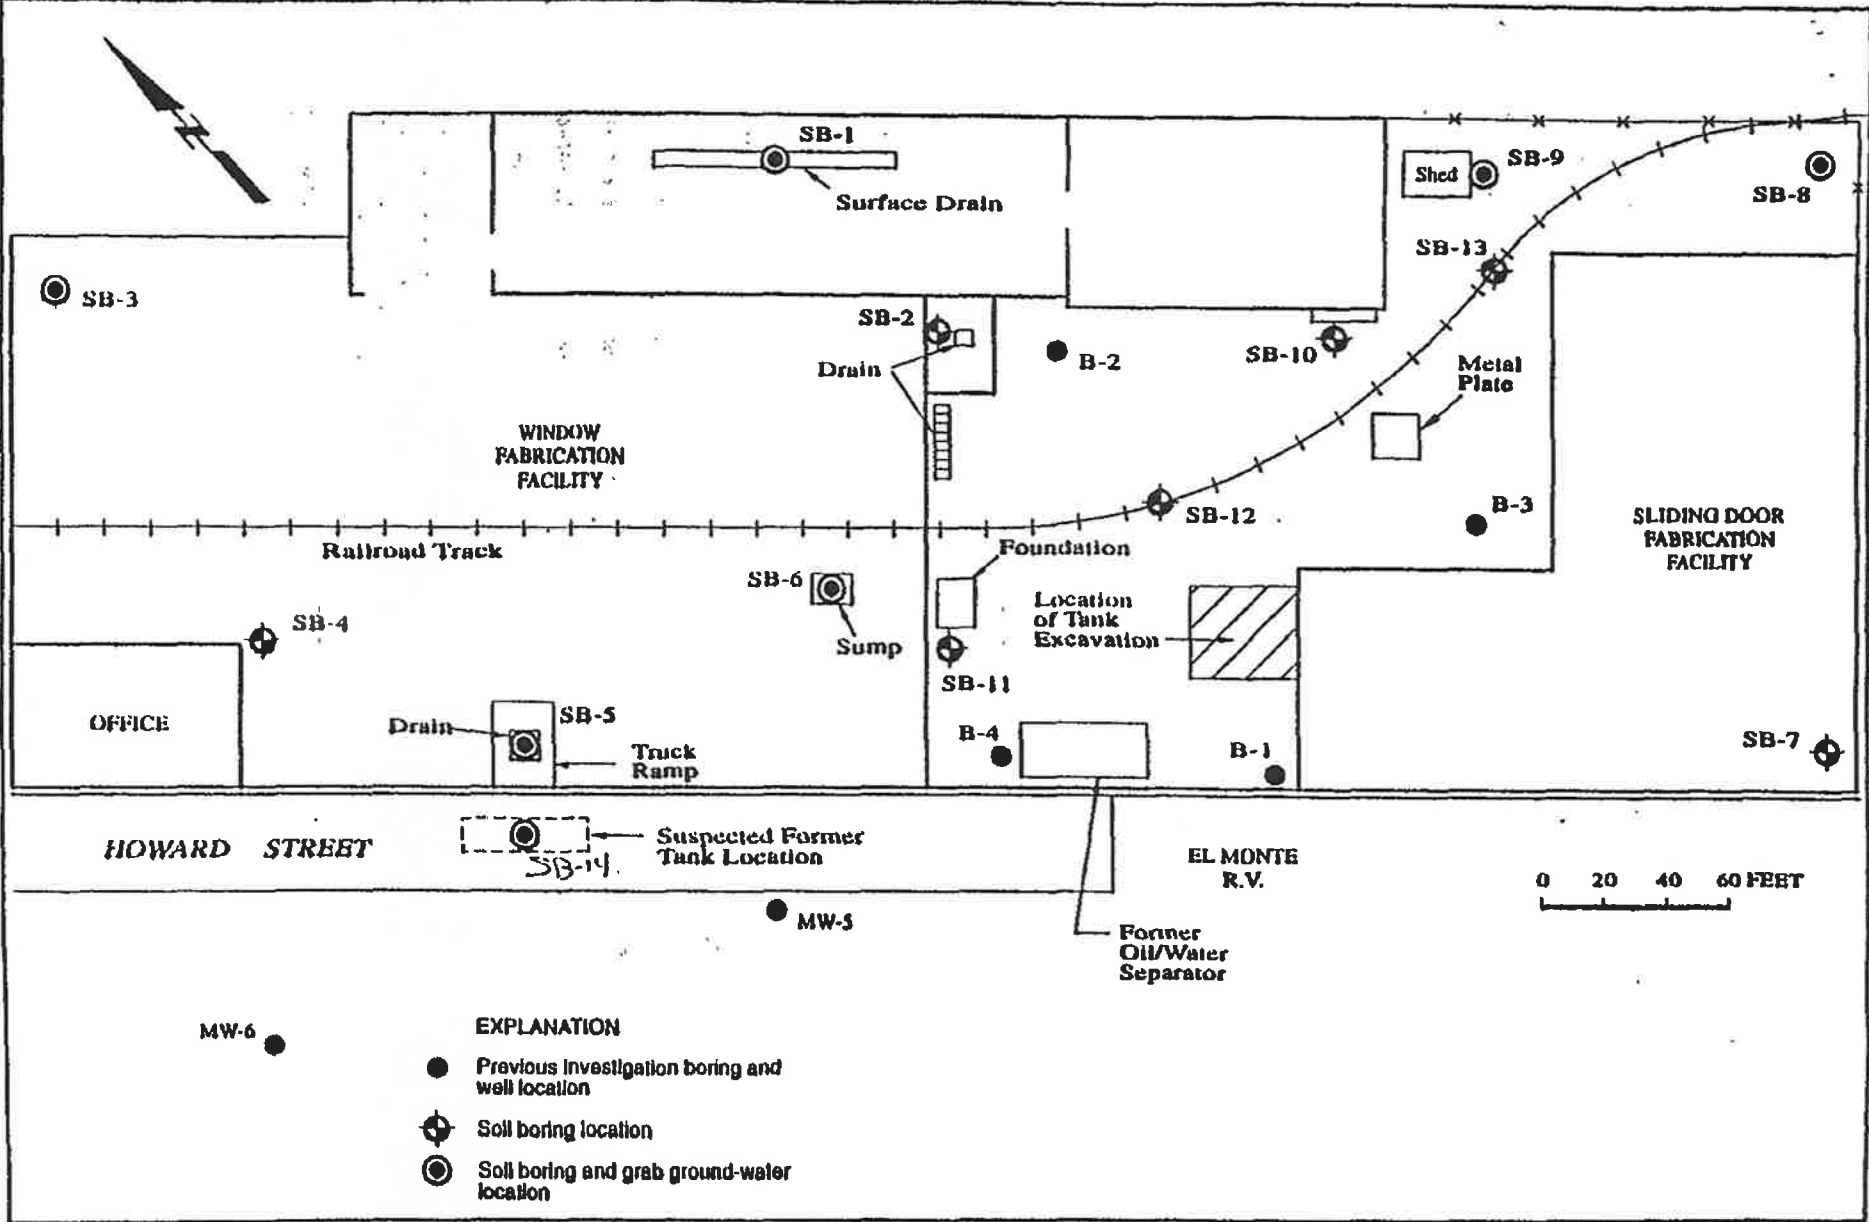 SB-1
Surface Drain
Shed
SB-9
SB-8
SB-13
SB-3
SB-2
Drain
B-2
SB-10
Metal
Plate
WINDOW
FABRICATION
FACILITY
B-3
SB-12
SLIDING DOOR
FABRICATION
FACILITY
Railroad Track
Foundation
SB-6
Sump
Location
of Tank
Excavation
SB-4
SB-11
OFFICE
Drain
SB-5
Truck
Ramp
B-4
B-1
SB-7
HOWARD STREET
SB-14.
Suspected Former
Tank Location
EL MONTE
R.V.
0 20 40 60 FEET
MW-5
Former
Oil/Water
Separator
MW-6
EXPLANATION
Previous investigation boring and
well location
Soil boring location
Soil boring and grab ground-water
location